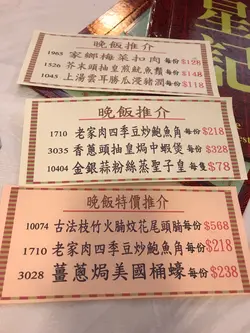 星記
晚飯推介
1965 家鄉梅菜扣肉 每份 $128
1526 芥末頭抽皇煎魷魚鬚 每份 $148
1045 上湯雲耳勝瓜浸豬潤 每份 $118
晚飯推介
1710 老家肉四季豆炒鮑魚角 每份 $218
3035 香蔥頭抽皇焗中蝦煲 每份 $328
10404 金銀蒜粉絲蒸聖子皇 每隻 $78
晚飯特價推介
10074 古法枝竹火腩炆花尾頭腩 每份 $568
1710 老家肉四季豆炒鮑魚角 每份 $218
3028 薑蔥焗美國桶蠔 每份 $238